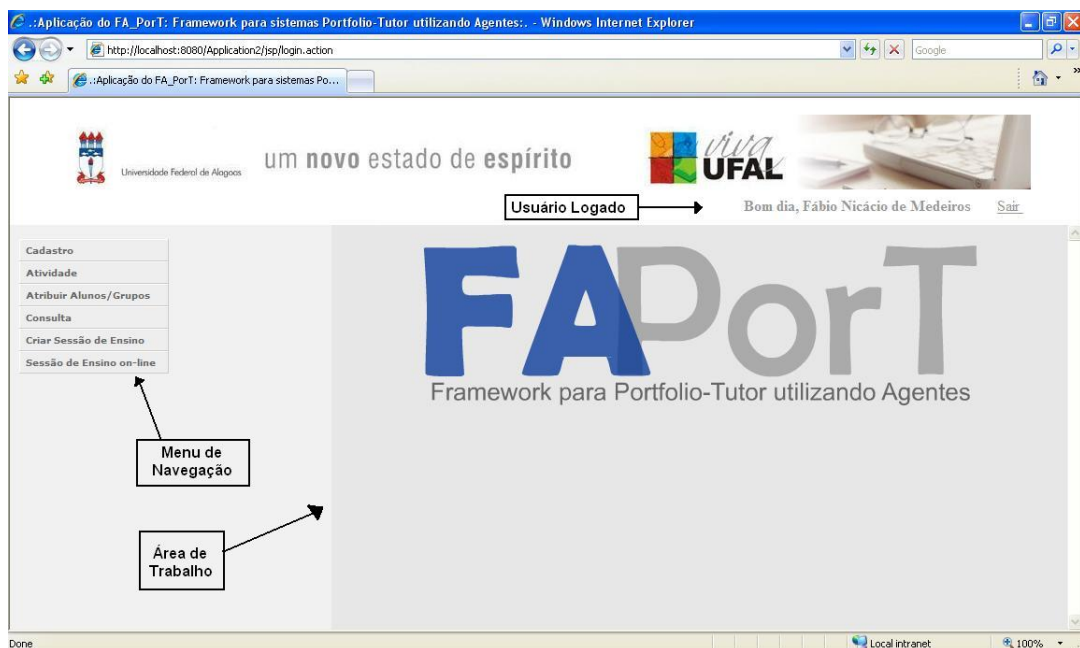 .:Aplicação do FA_PorT: Framework para sistemas Portfolio-Tutor utilizando Agentes:. - Windows Internet Explorer
http://localhost:8080/Application2/jsp/login.action
Google
.:Aplicação do FA_PorT: Framework para sistemas Po...
Universidade Federal de Alagoas
um novo estado de espírito
viva
UFAL
Usuário Logado
Bom dia, Fábio Nicácio de Medeiros
Sair
Cadastro
Atividade
Atribuir Alunos/Grupos
Consulta
Criar Sessão de Ensino
Sessão de Ensino on-line
FAPorT
Framework para Portfolio-Tutor utilizando Agentes
Menu de
Navegação
Área de
Trabalho
Done
Local intranet
100%